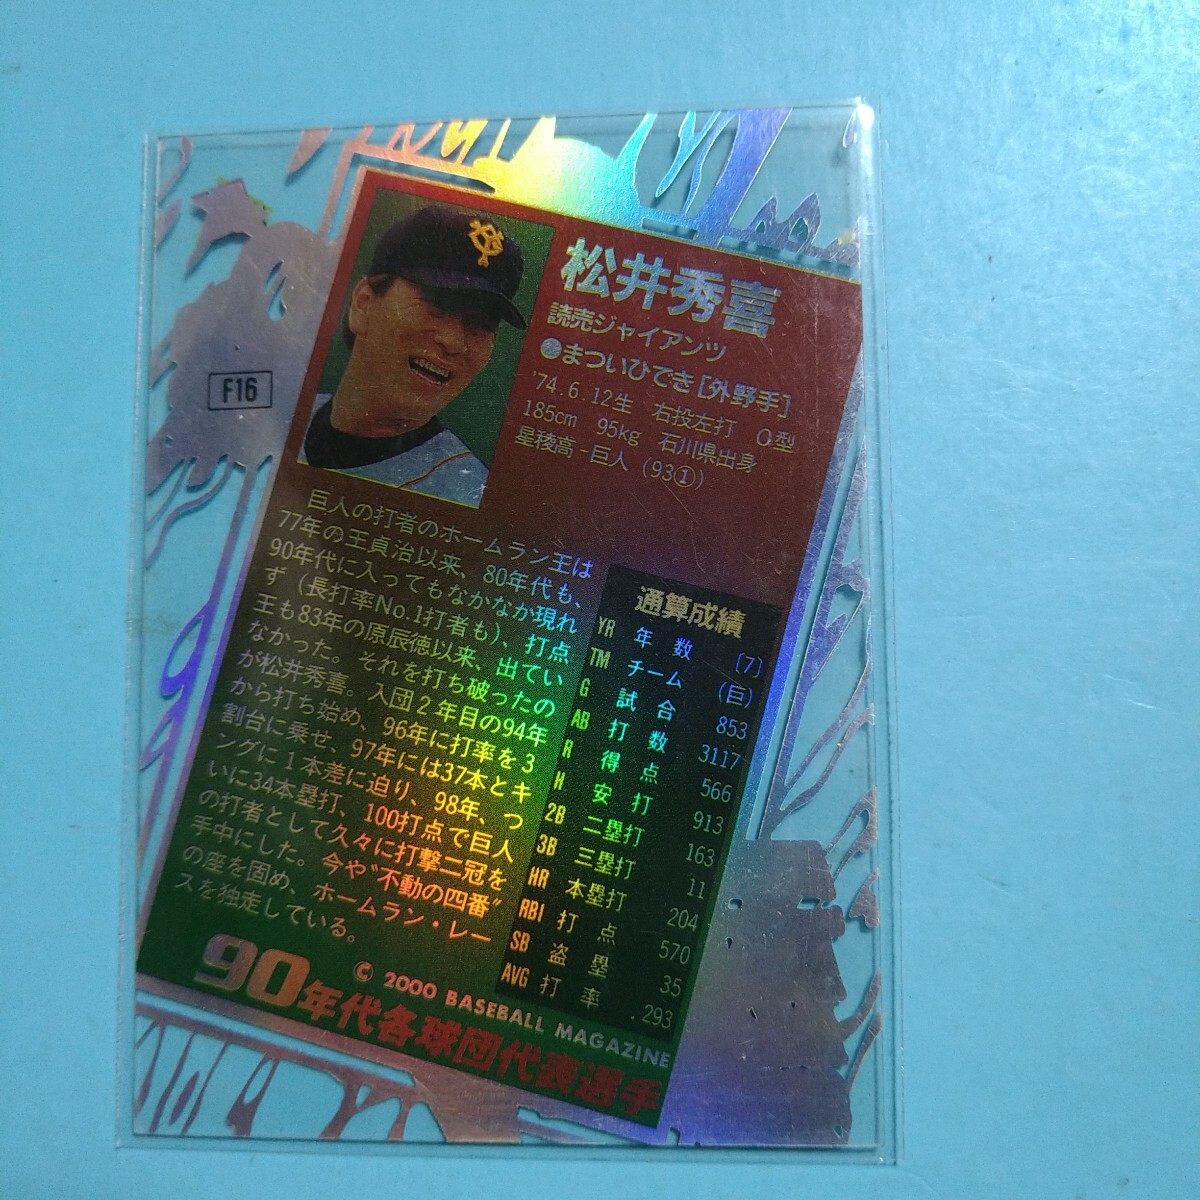 松井秀喜
読売ジャイアンツ
●まついひでき[外野手]
'74.6.12生 右投左打 O型
185cm 95kg 石川県出身
星稜高-巨人(93①)
F16
巨人の打者のホームラン王は
77年の王貞治以来、80年代も、
90年代に入ってもなかなか現れ
ず(長打率No.1打者も)、打点
王も83年の原辰徳以来、出てい
なかった。それを打ち破ったの
が松井秀喜。入団2年目の94年
から打ち始め、96年に打率を3
割台に乗せ、97年には37本とキ
ングに1本差に迫り、98年、つ
いに34本塁打、100打点で巨人
の打者として久々に打撃二冠を
手中にした。今や"不動の四番"
の座を固め、ホームラン・レー
スを独走している。
通算成績
YR 年数 (7)
TM チーム (巨)
G 試合 853
AB 打数 3117
R 得点 566
H 安打 913
2B 二塁打 163
3B 三塁打 11
HR 本塁打 204
RBI 打点 570
SB 盗塁 35
AVG 打率 .293
© 2000 BASEBALL MAGAZINE
90年代各球団代表選手